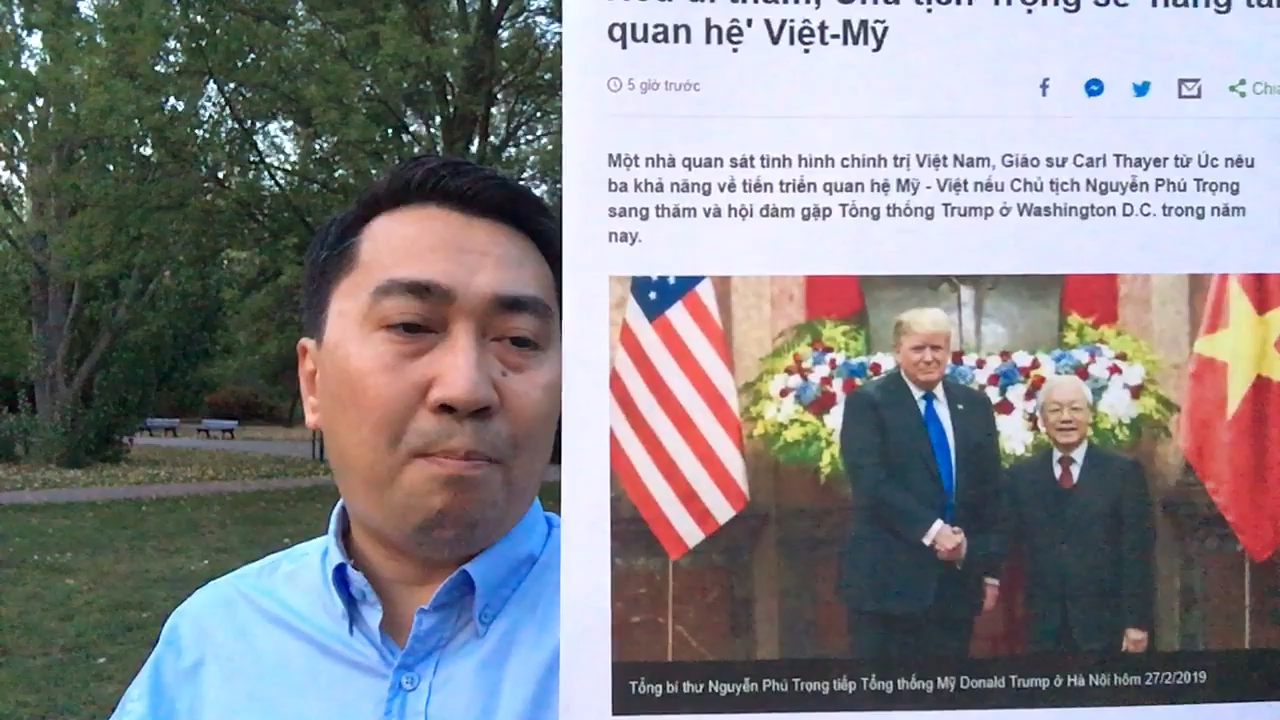 quan hệ' Việt-Mỹ
5 giờ trước
Chia
Một nhà quan sát tình hình chính trị Việt Nam, Giáo sư Carl Thayer từ Úc nêu
ba khả năng về tiến triển quan hệ Mỹ - Việt nếu Chủ tịch Nguyễn Phú Trọng
sang thăm và hội đàm gặp Tổng thống Trump ở Washington D.C. trong năm
nay.
Tổng bí thư Nguyễn Phú Trọng tiếp Tổng thống Mỹ Donald Trump ở Hà Nội hôm 27/2/2019